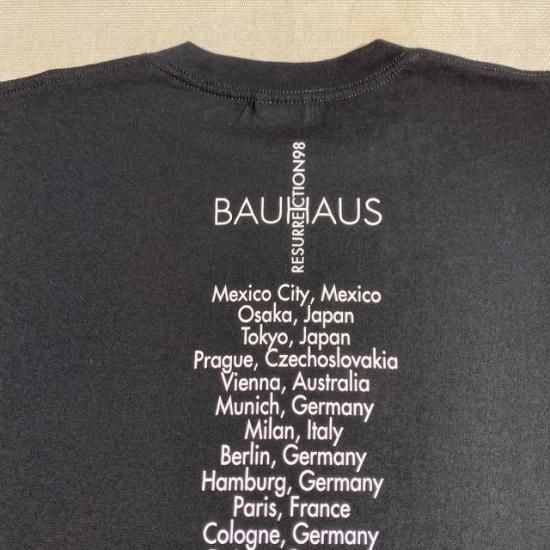 RESURRECTION98
BAUHAUS
Mexico City, Mexico
Osaka, Japan
Tokyo, Japan
Prague, Czechoslovakia
Vienna, Australia
Munich, Germany
Milan, Italy
Berlin, Germany
Hamburg, Germany
Paris, France
Cologne, Germany